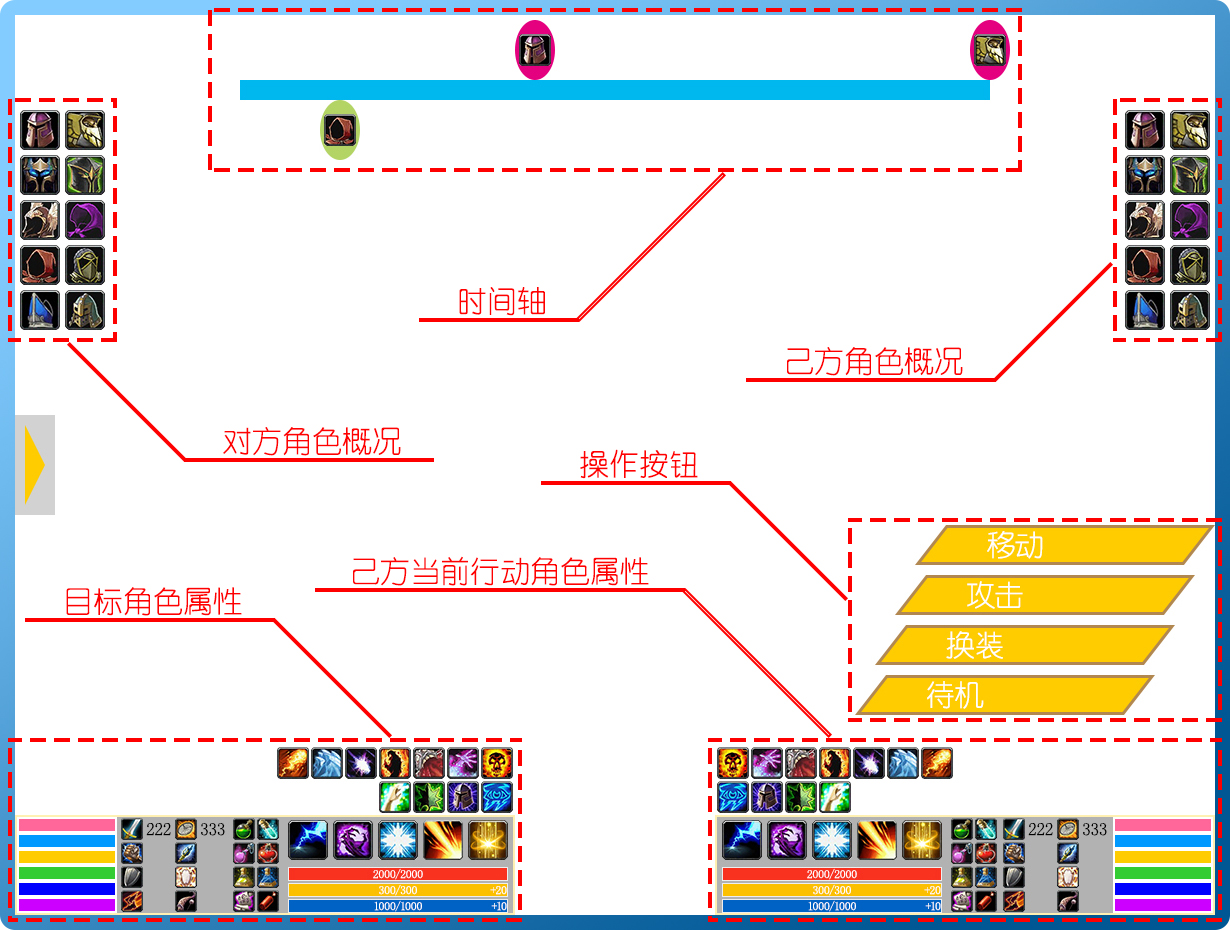 时间轴
己方角色概况
对方角色概况
操作按钮
移动
己方当前行动角色属性
攻击
目标角色属性
换装
待机
222 333
222 333
2000/2000
300/300 +20
1000/1000 +10
2000/2000
300/300 +20
1000/1000 +10